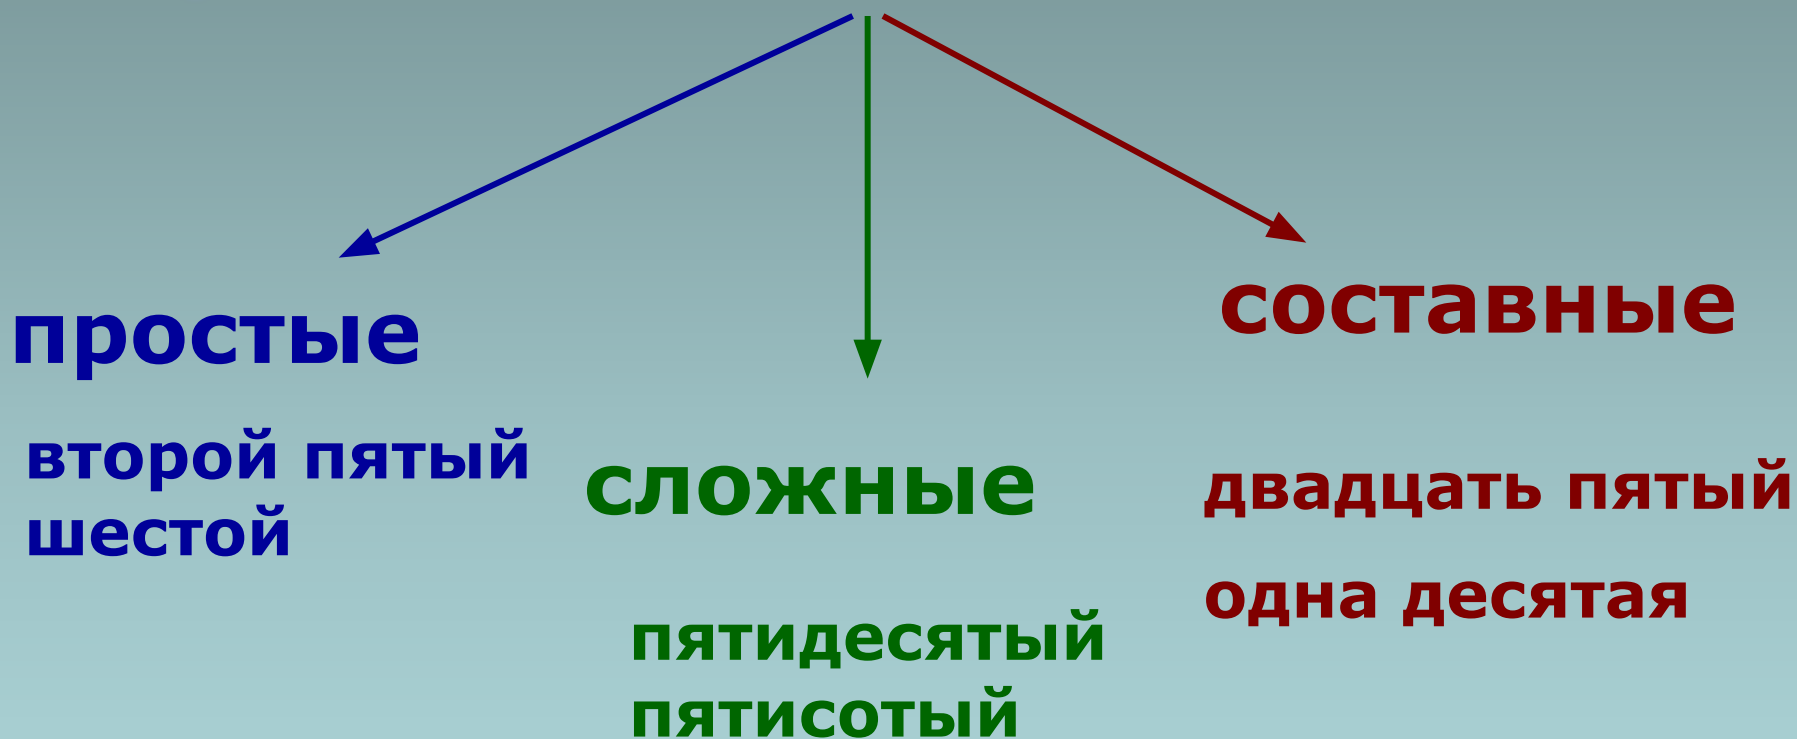 простые
второй пятый
шестой
сложные
пятидесятый
пятисотый
составные
двадцать пятый
одна десятая